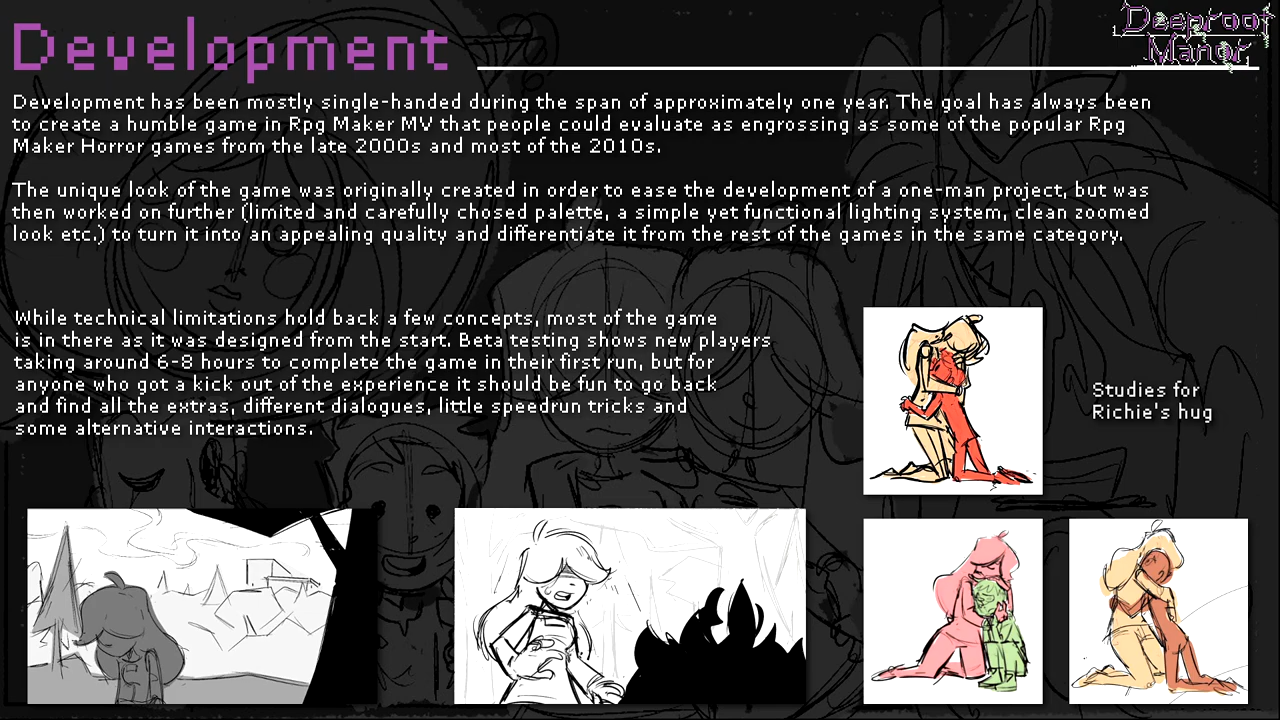 Development
Deeproot
Manor
Development has been mostly single-handed during the span of approximately one year. The goal has always been
to create a humble game in Rpg Maker MV that people could evaluate as engrossing as some of the popular Rpg
Maker Horror games from the late 2000s and most of the 2010s.
The unique look of the game was originally created in order to ease the development of a one-man project, but was
then worked on further (limited and carefully chosed palette, a simple yet functional lighting system, clean zoomed
look etc.) to turn it into an appealing quality and differentiate it from the rest of the games in the same category.
While technical limitations hold back a few concepts, most of the game
is in there as it was designed from the start. Beta testing shows new players
taking around 6-8 hours to complete the game in their first run, but for
anyone who got a kick out of the experience it should be fun to go back
and find all the extras, different dialogues, little speedrun tricks and
some alternative interactions.
Studies for
Richie's hug